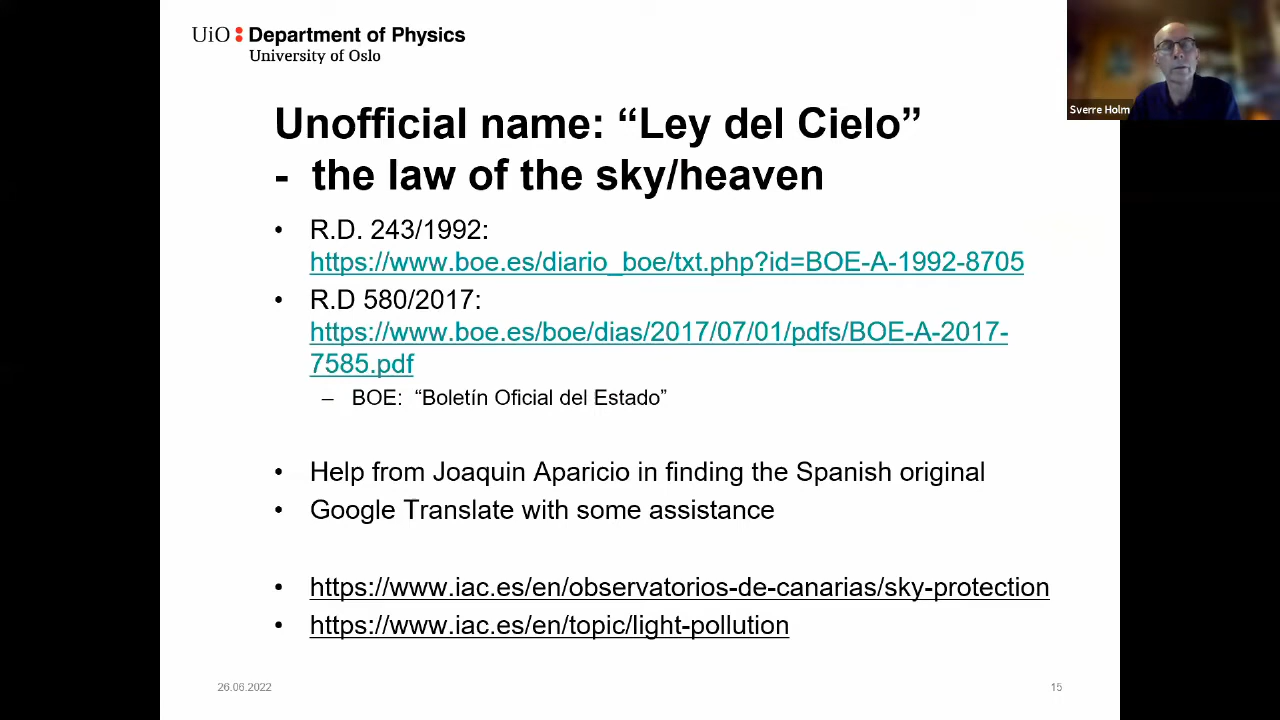 UiO : Department of Physics
University of Oslo
Sverre Holm
Unofficial name: “Ley del Cielo”
- the law of the sky/heaven
• R.D. 243/1992:
https://www.boe.es/diario_boe/txt.php?id=BOE-A-1992-8705
• R.D 580/2017:
https://www.boe.es/boe/dias/2017/07/01/pdfs/BOE-A-2017-
7585.pdf
– BOE: “Boletín Oficial del Estado”
• Help from Joaquin Aparicio in finding the Spanish original
• Google Translate with some assistance
• https://www.iac.es/en/observatorios-de-canarias/sky-protection
• https://www.iac.es/en/topic/light-pollution
26.06.2022
15